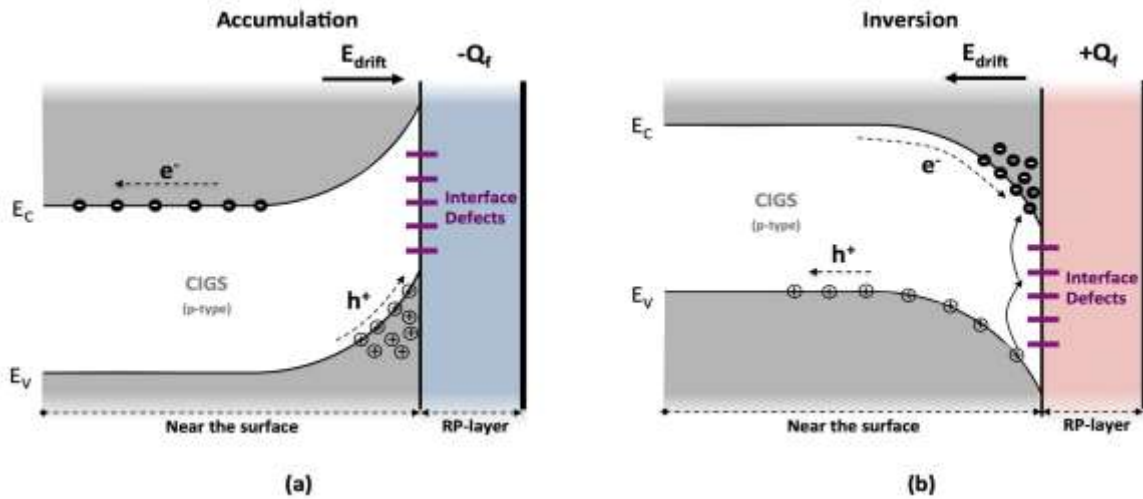 Accumulation
E_drift
-Q_f
e-
E_C
Interface
Defects
CIGS
(p-type)
h+
E_V
Near the surface
RP-layer
(a)
Inversion
E_drift
+Q_f
E_C
e-
CIGS
(p-type)
h+
E_V
Interface
Defects
Near the surface
RP-layer
(b)